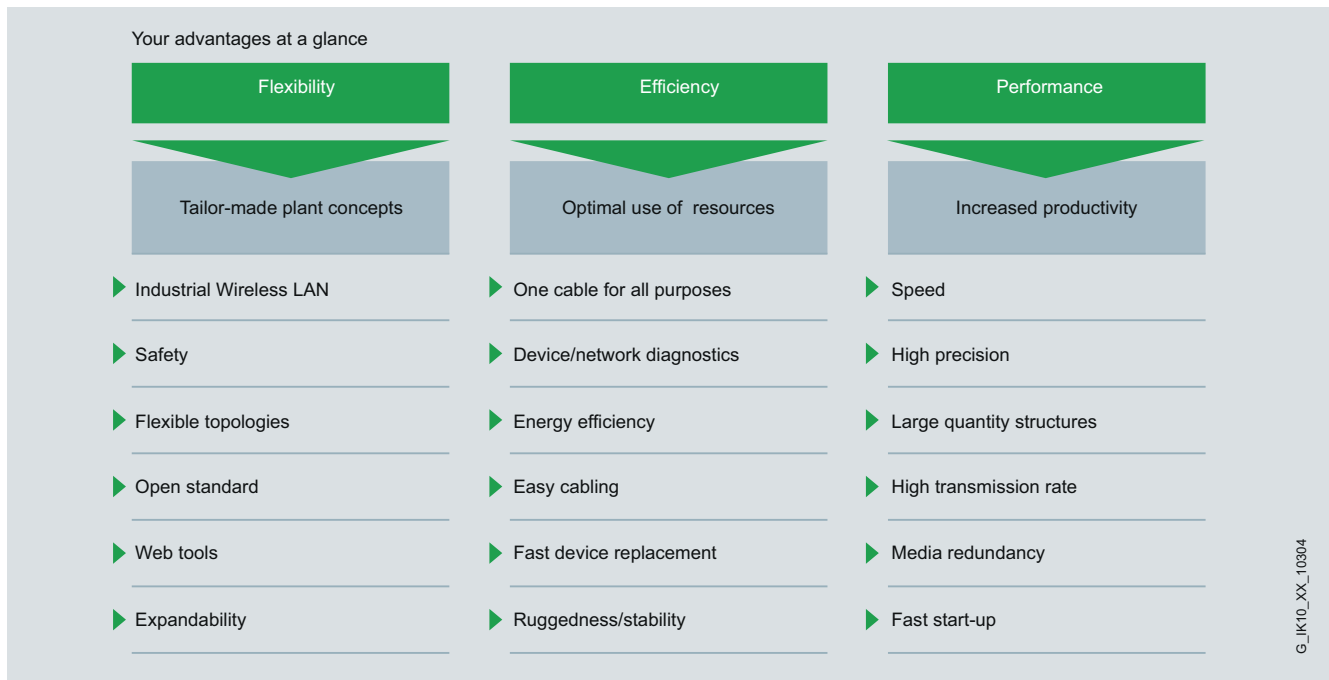 Your advantages at a glance
Flexibility
Efficiency
Performance
Tailor-made plant concepts
Optimal use of resources
Increased productivity
Industrial Wireless LAN
One cable for all purposes
Speed
Safety
Device/network diagnostics
High precision
Flexible topologies
Energy efficiency
Large quantity structures
Open standard
Easy cabling
High transmission rate
Web tools
Fast device replacement
Media redundancy
Expandability
Ruggedness/stability
Fast start-up
G_IK10_XX_10304